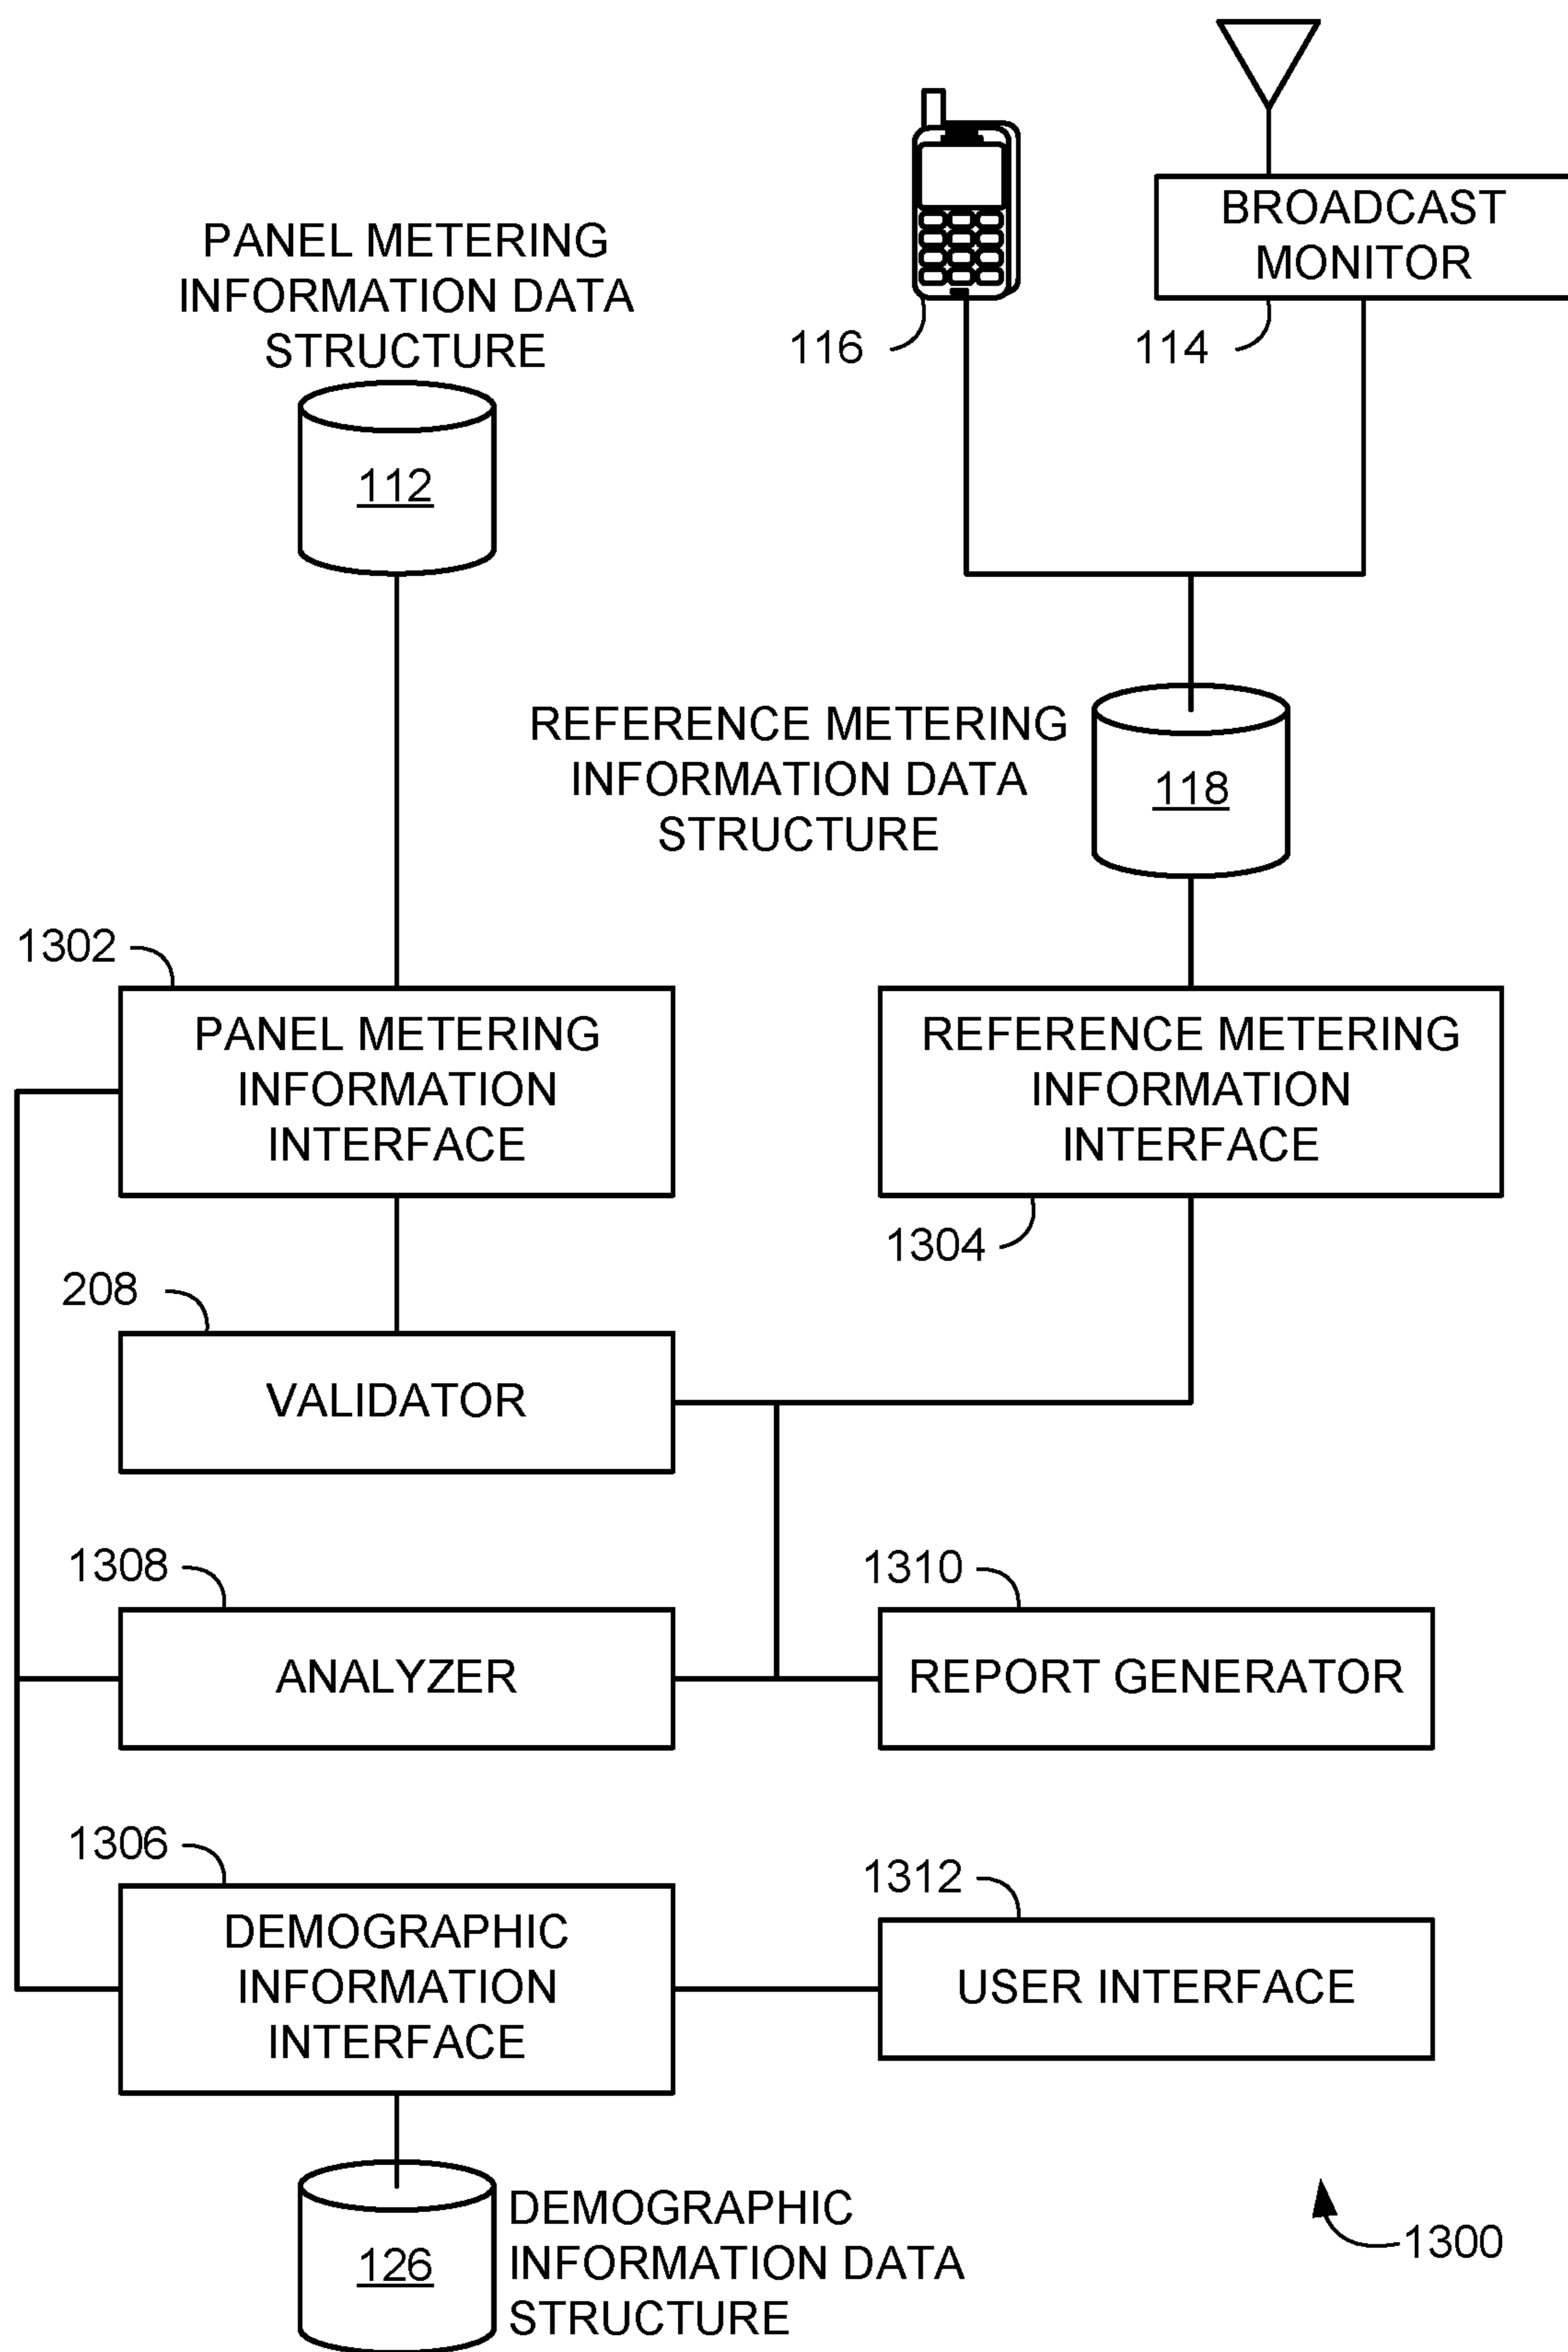 BROADCAST
MONITOR
116
114
PANEL METERING
INFORMATION DATA
STRUCTURE
112
REFERENCE METERING
INFORMATION DATA
STRUCTURE
118
1302
PANEL METERING
INFORMATION
INTERFACE
REFERENCE METERING
INFORMATION
INTERFACE
1304
208
VALIDATOR
1308
ANALYZER
1310
REPORT GENERATOR
1306
DEMOGRAPHIC
INFORMATION
INTERFACE
1312
USER INTERFACE
126
DEMOGRAPHIC
INFORMATION DATA
STRUCTURE
1300